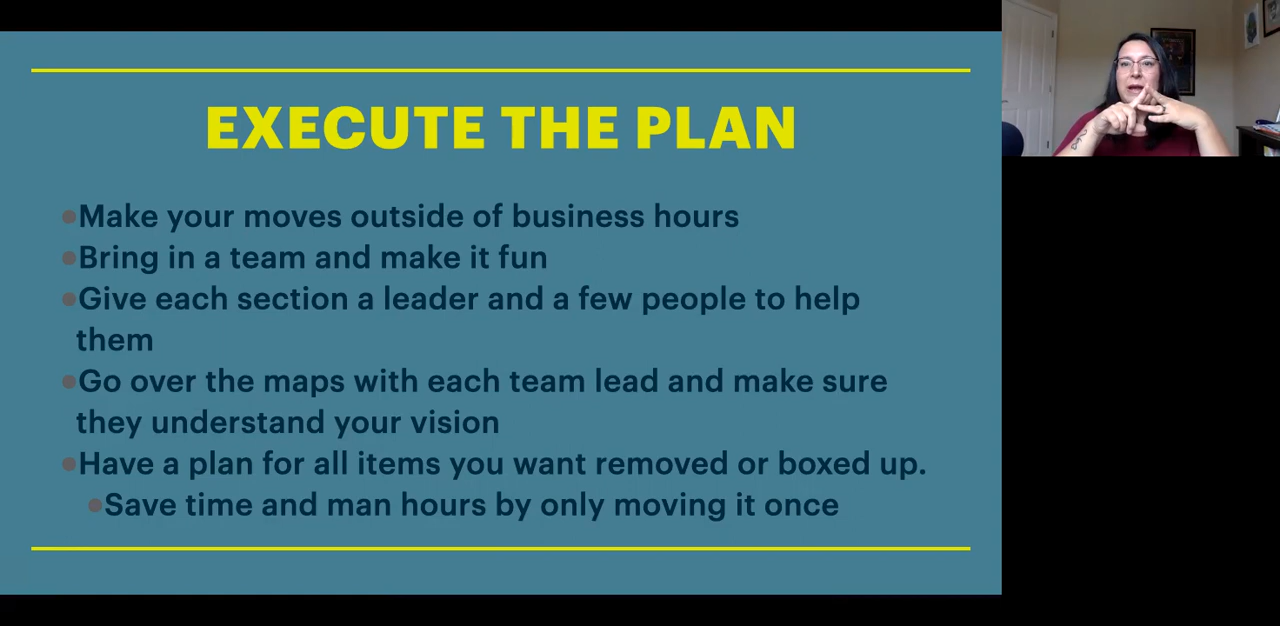 EXECUTE THE PLAN
•Make your moves outside of business hours
•Bring in a team and make it fun
•Give each section a leader and a few people to help
them
•Go over the maps with each team lead and make sure
they understand your vision
•Have a plan for all items you want removed or boxed up.
•Save time and man hours by only moving it once